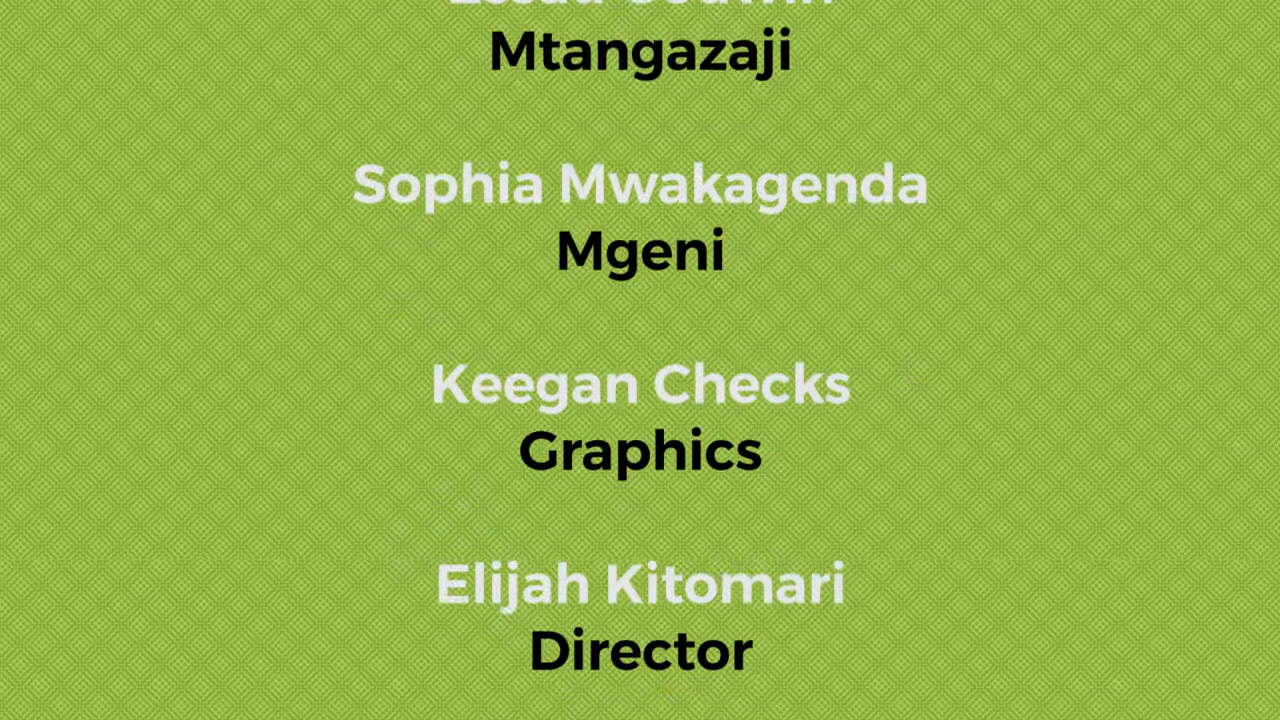 Mtangazaji
Sophia Mwakagenda
Mgeni
Keegan Checks
Graphics
Elijah Kitomari
Director